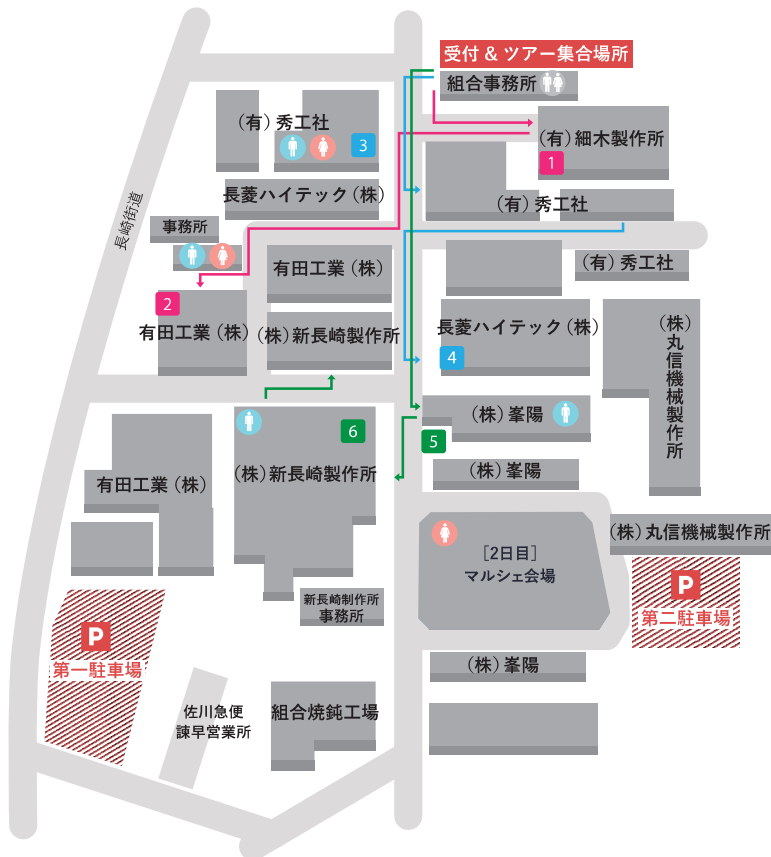 受付 & ツアー集合場所
組合事務所
(有)秀工社
3
(有)細木製作所
1
長菱ハイテック(株)
(有)秀工社
長崎街道
事務所
有田工業(株)
(有)秀工社
2
有田工業(株)
(株)新長崎製作所
長菱ハイテック(株)
4
(株)丸信機械製作所
(株)峯陽
5
6
(株)新長崎製作所
有田工業(株)
(株)峯陽
[2日目]
マルシェ会場
(株)丸信機械製作所
新長崎制作所
事務所
P
第一駐車場
P
第二駐車場
(株)峯陽
佐川急便
諫早営業所
組合焼鈍工場